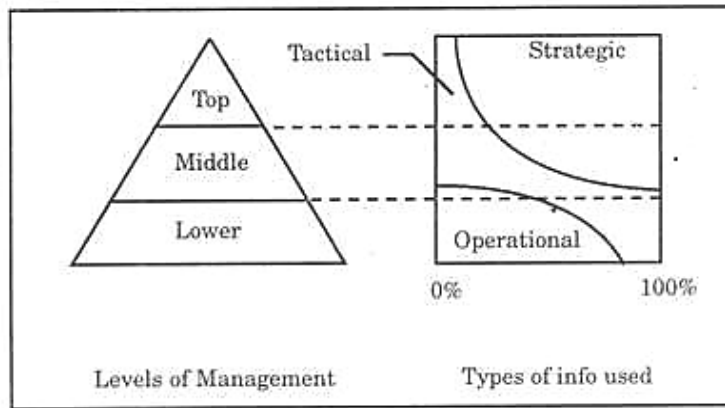 Tactical
Strategic
Top
Middle
Lower
Operational
0%
100%
Levels of Management
Types of info used